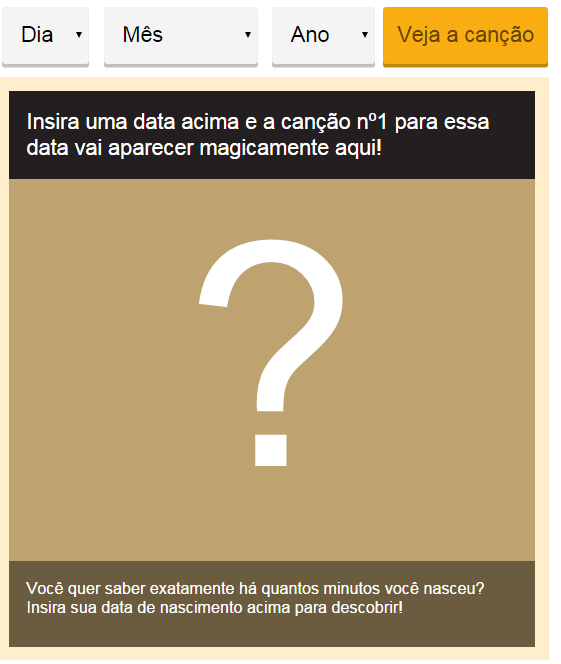 Dia Mês Ano Veja a canção
Insira uma data acima e a canção nº1 para essa
data vai aparecer magicamente aqui!
?
Você quer saber exatamente há quantos minutos você nasceu?
Insira sua data de nascimento acima para descobrir!